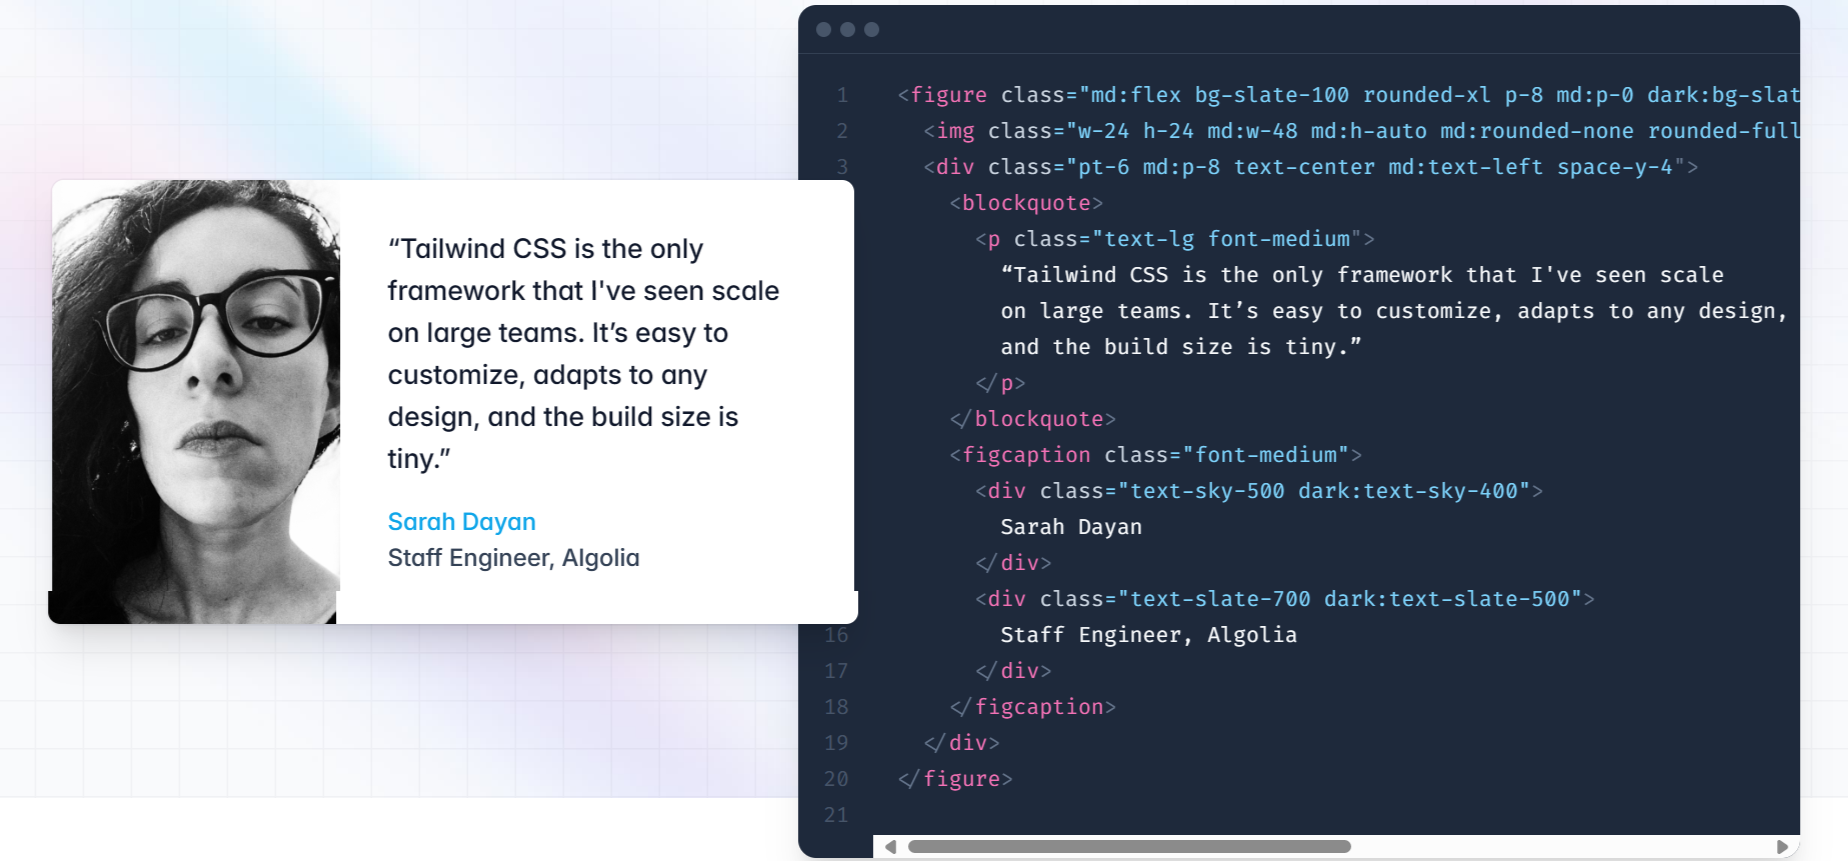 “Tailwind CSS is the only
framework that I've seen scale
on large teams. It’s easy to
customize, adapts to any
design, and the build size is
tiny.”
Sarah Dayan
Staff Engineer, Algolia
1 <figure class="md:flex bg-slate-100 rounded-xl p-8 md:p-0 dark:bg-slat
2 <img class="w-24 h-24 md:w-48 md:h-auto md:rounded-none rounded-full
3 <div class="pt-6 md:p-8 text-center md:text-left space-y-4">
<blockquote>
<p class="text-lg font-medium">
“Tailwind CSS is the only framework that I've seen scale
on large teams. It’s easy to customize, adapts to any design,
and the build size is tiny.”
</p>
</blockquote>
<figcaption class="font-medium">
<div class="text-sky-500 dark:text-sky-400">
Sarah Dayan
</div>
<div class="text-slate-700 dark:text-slate-500">
16 Staff Engineer, Algolia
17 </div>
18 </figcaption>
19 </div>
20 </figure>
21